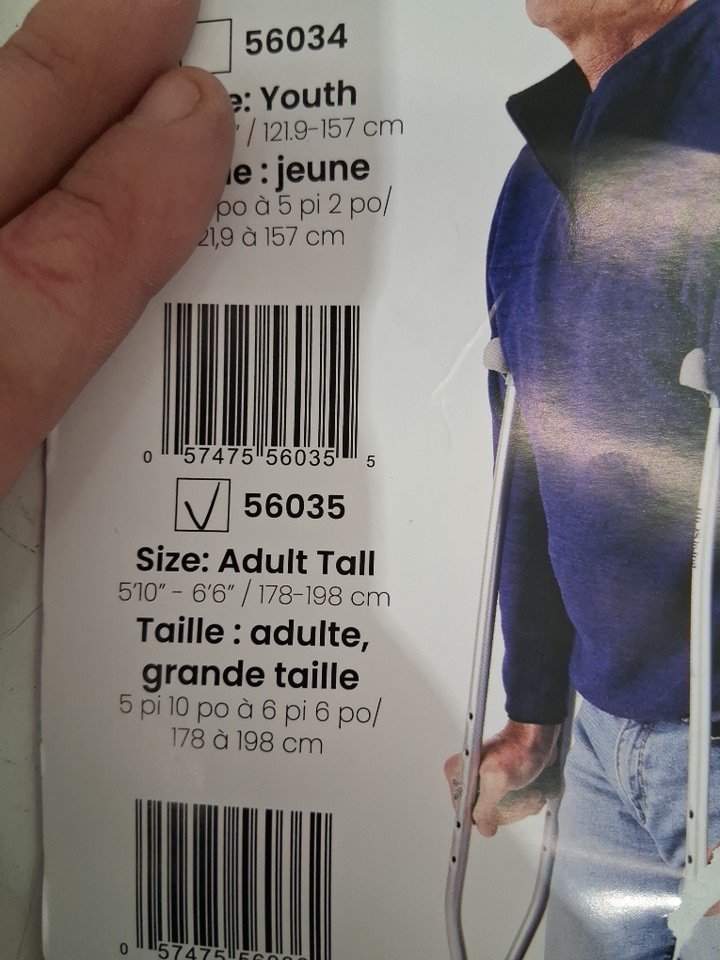 56034
Youth
/ 121.9-157 cm
: jeune
po à 5 pi 2 po/
21,9 à 157 cm
0 57475 56035 5
56035
Size: Adult Tall
5'10" - 6'6" / 178-198 cm
Taille : adulte,
grande taille
5 pi 10 po à 6 pi 6 po/
178 à 198 cm
0 57475